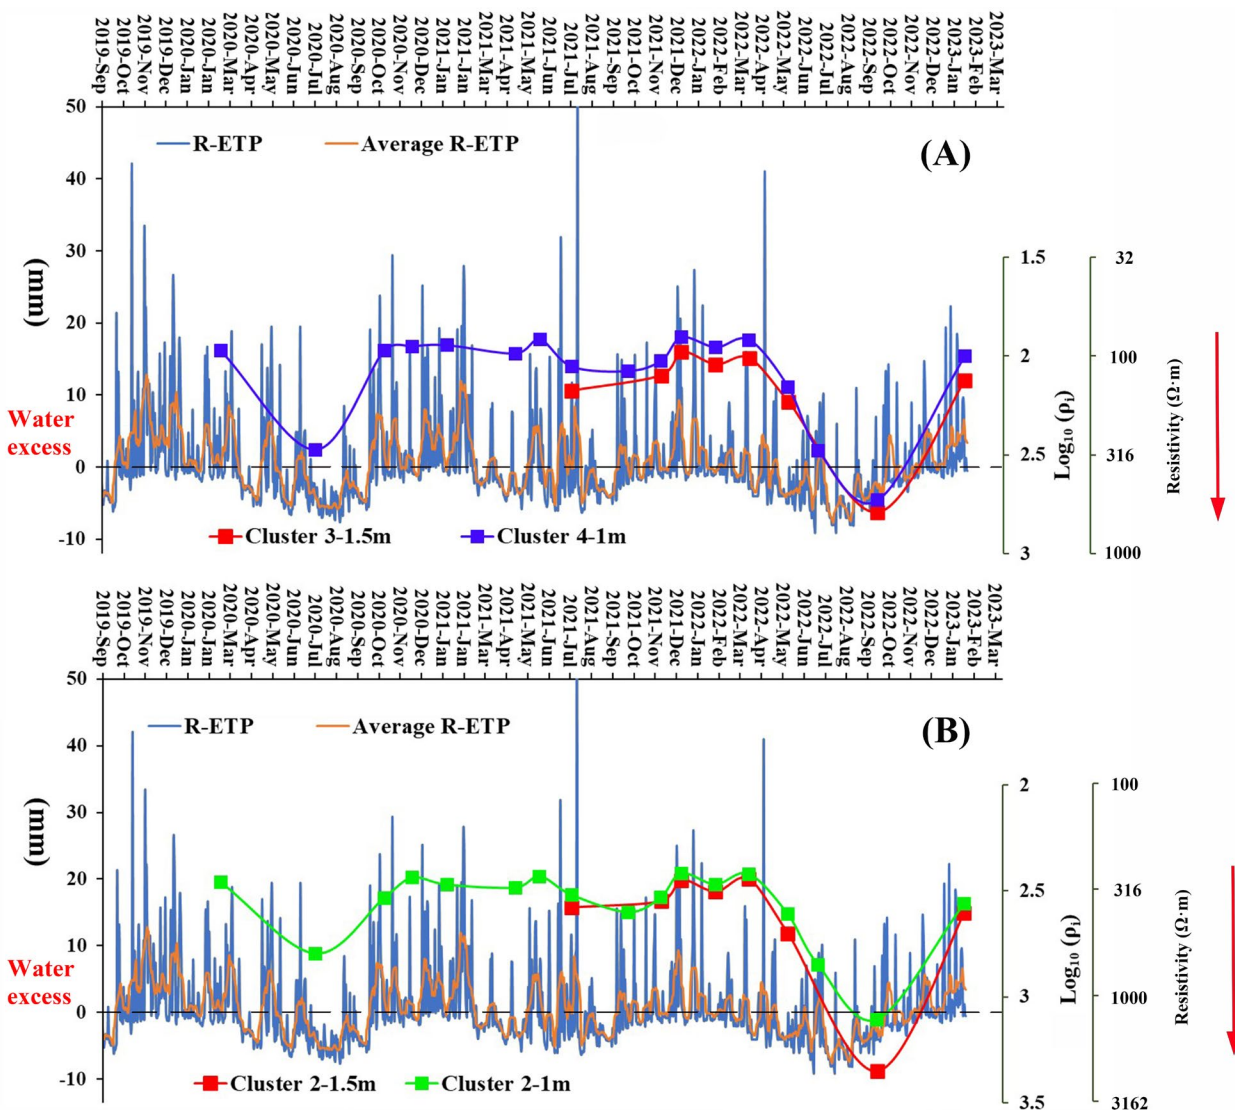 2019-Sep
2019-Oct
2019-Nov
2019-Dec
2020-Jan
2020-Jan
2020-Mar
2020-Apr
2020-May
2020-Jun
2020-Jul
2020-Aug
2020-Sep
2020-Oct
2020-Nov
2020-Dec
2021-Jan
2021-Jan
2021-Mar
2021-Apr
2021-May
2021-Jun
2021-Jul
2021-Aug
2021-Sep
2021-Oct
2021-Nov
2021-Dec
2022-Jan
2022-Feb
2022-Mar
2022-Apr
2022-May
2022-Jun
2022-Jul
2022-Aug
2022-Sep
2022-Oct
2022-Nov
2022-Dec
2023-Jan
2023-Feb
2023-Mar
50
40
30
20
10
0
-10
(mm)
Water
excess
R-ETP
Average R-ETP
(A)
Cluster 3-1.5m
Cluster 4-1m
1.5
2
2.5
3
Log10 (ρi)
32
100
316
1000
Resistivity (Ω·m)
2019-Sep
2019-Oct
2019-Nov
2019-Dec
2020-Jan
2020-Jan
2020-Mar
2020-Apr
2020-May
2020-Jun
2020-Jul
2020-Aug
2020-Sep
2020-Oct
2020-Nov
2020-Dec
2021-Jan
2021-Jan
2021-Mar
2021-Apr
2021-May
2021-Jun
2021-Jul
2021-Aug
2021-Sep
2021-Oct
2021-Nov
2021-Dec
2022-Jan
2022-Feb
2022-Mar
2022-Apr
2022-May
2022-Jun
2022-Jul
2022-Aug
2022-Sep
2022-Oct
2022-Nov
2022-Dec
2023-Jan
2023-Feb
2023-Mar
50
40
30
20
10
0
-10
(mm)
Water
excess
R-ETP
Average R-ETP
(B)
Cluster 2-1.5m
Cluster 2-1m
2
2.5
3
3.5
Log10 (ρi)
100
316
1000
3162
Resistivity (Ω·m)